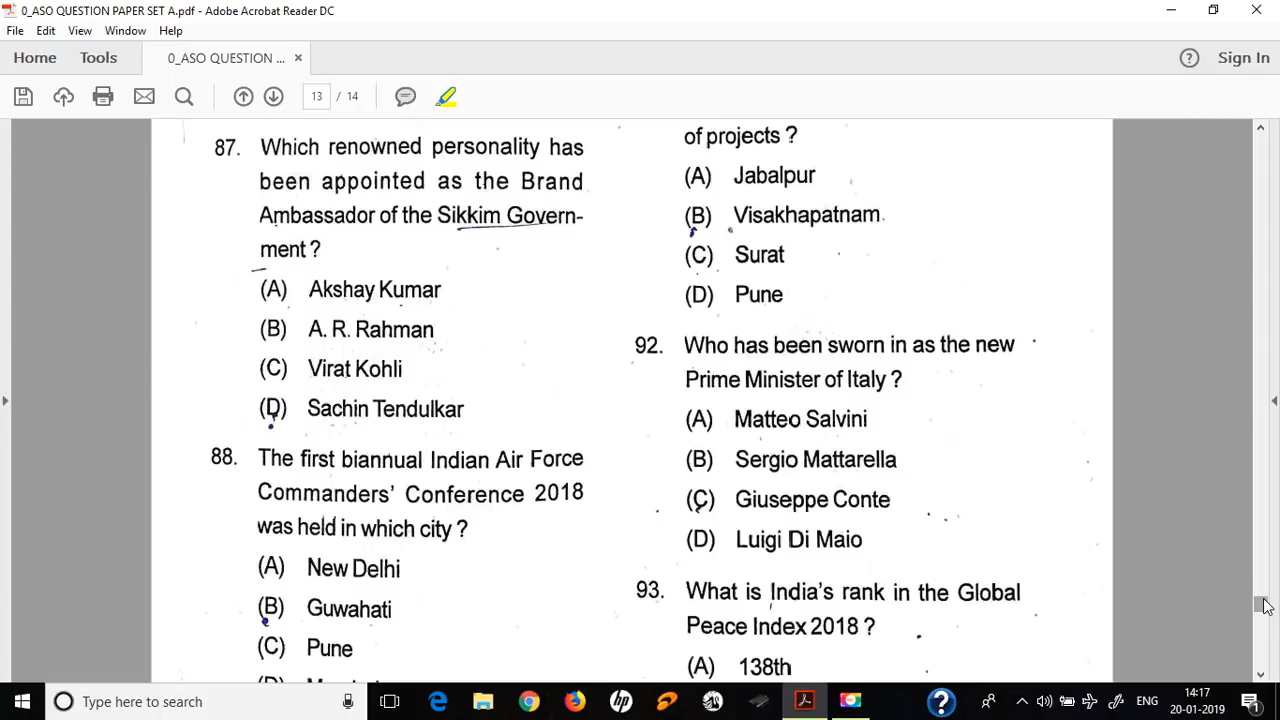 0_ASO QUESTION PAPER SET A.pdf - Adobe Acrobat Reader DC
File Edit View Window Help
Home Tools 0_ASO QUESTION ... × Sign In
13 / 14
87. Which renowned personality has
been appointed as the Brand
Ambassador of the Sikkim Govern-
ment ?
(A) Akshay Kumar
(B) A. R. Rahman
(C) Virat Kohli
(D) Sachin Tendulkar
88. The first biannual Indian Air Force
Commanders' Conference 2018
was held in which city ?
(A) New Delhi
(B) Guwahati
(C) Pune
of projects ?
(A) Jabalpur
(B) Visakhapatnam
(C) Surat
(D) Pune
92. Who has been sworn in as the new
Prime Minister of Italy ?
(A) Matteo Salvini
(B) Sergio Mattarella
(C) Giuseppe Conte
(D) Luigi Di Maio
93. What is India's rank in the Global
Peace Index 2018 ?
(A) 138th
Type here to search
ENG
14:17
20-01-2019